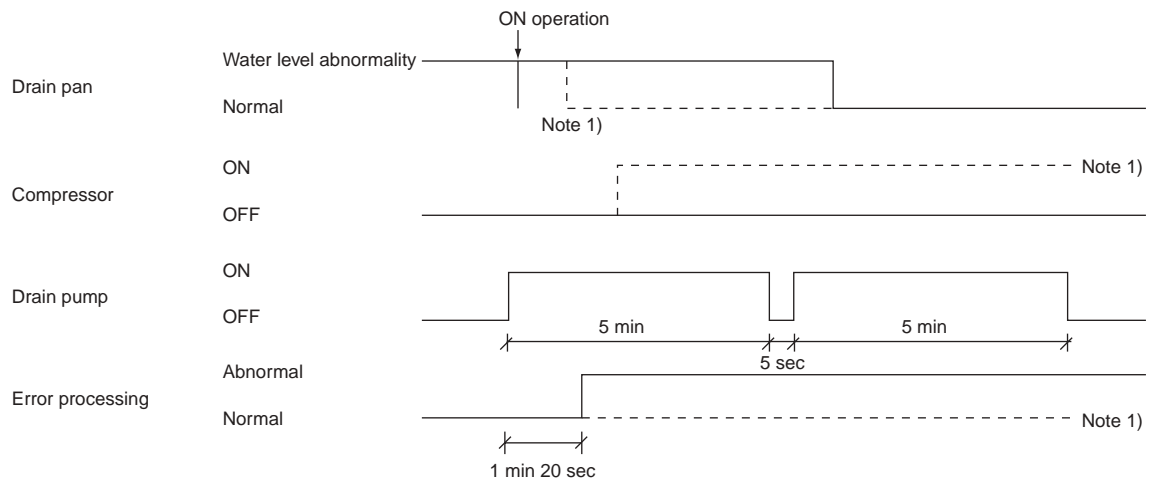 ON operation
Water level abnormality
Drain pan
Normal
Note 1)
ON
Note 1)
Compressor
OFF
ON
Drain pump
OFF
5 min
5 min
5 sec
Abnormal
Error processing
Normal
Note 1)
1 min 20 sec